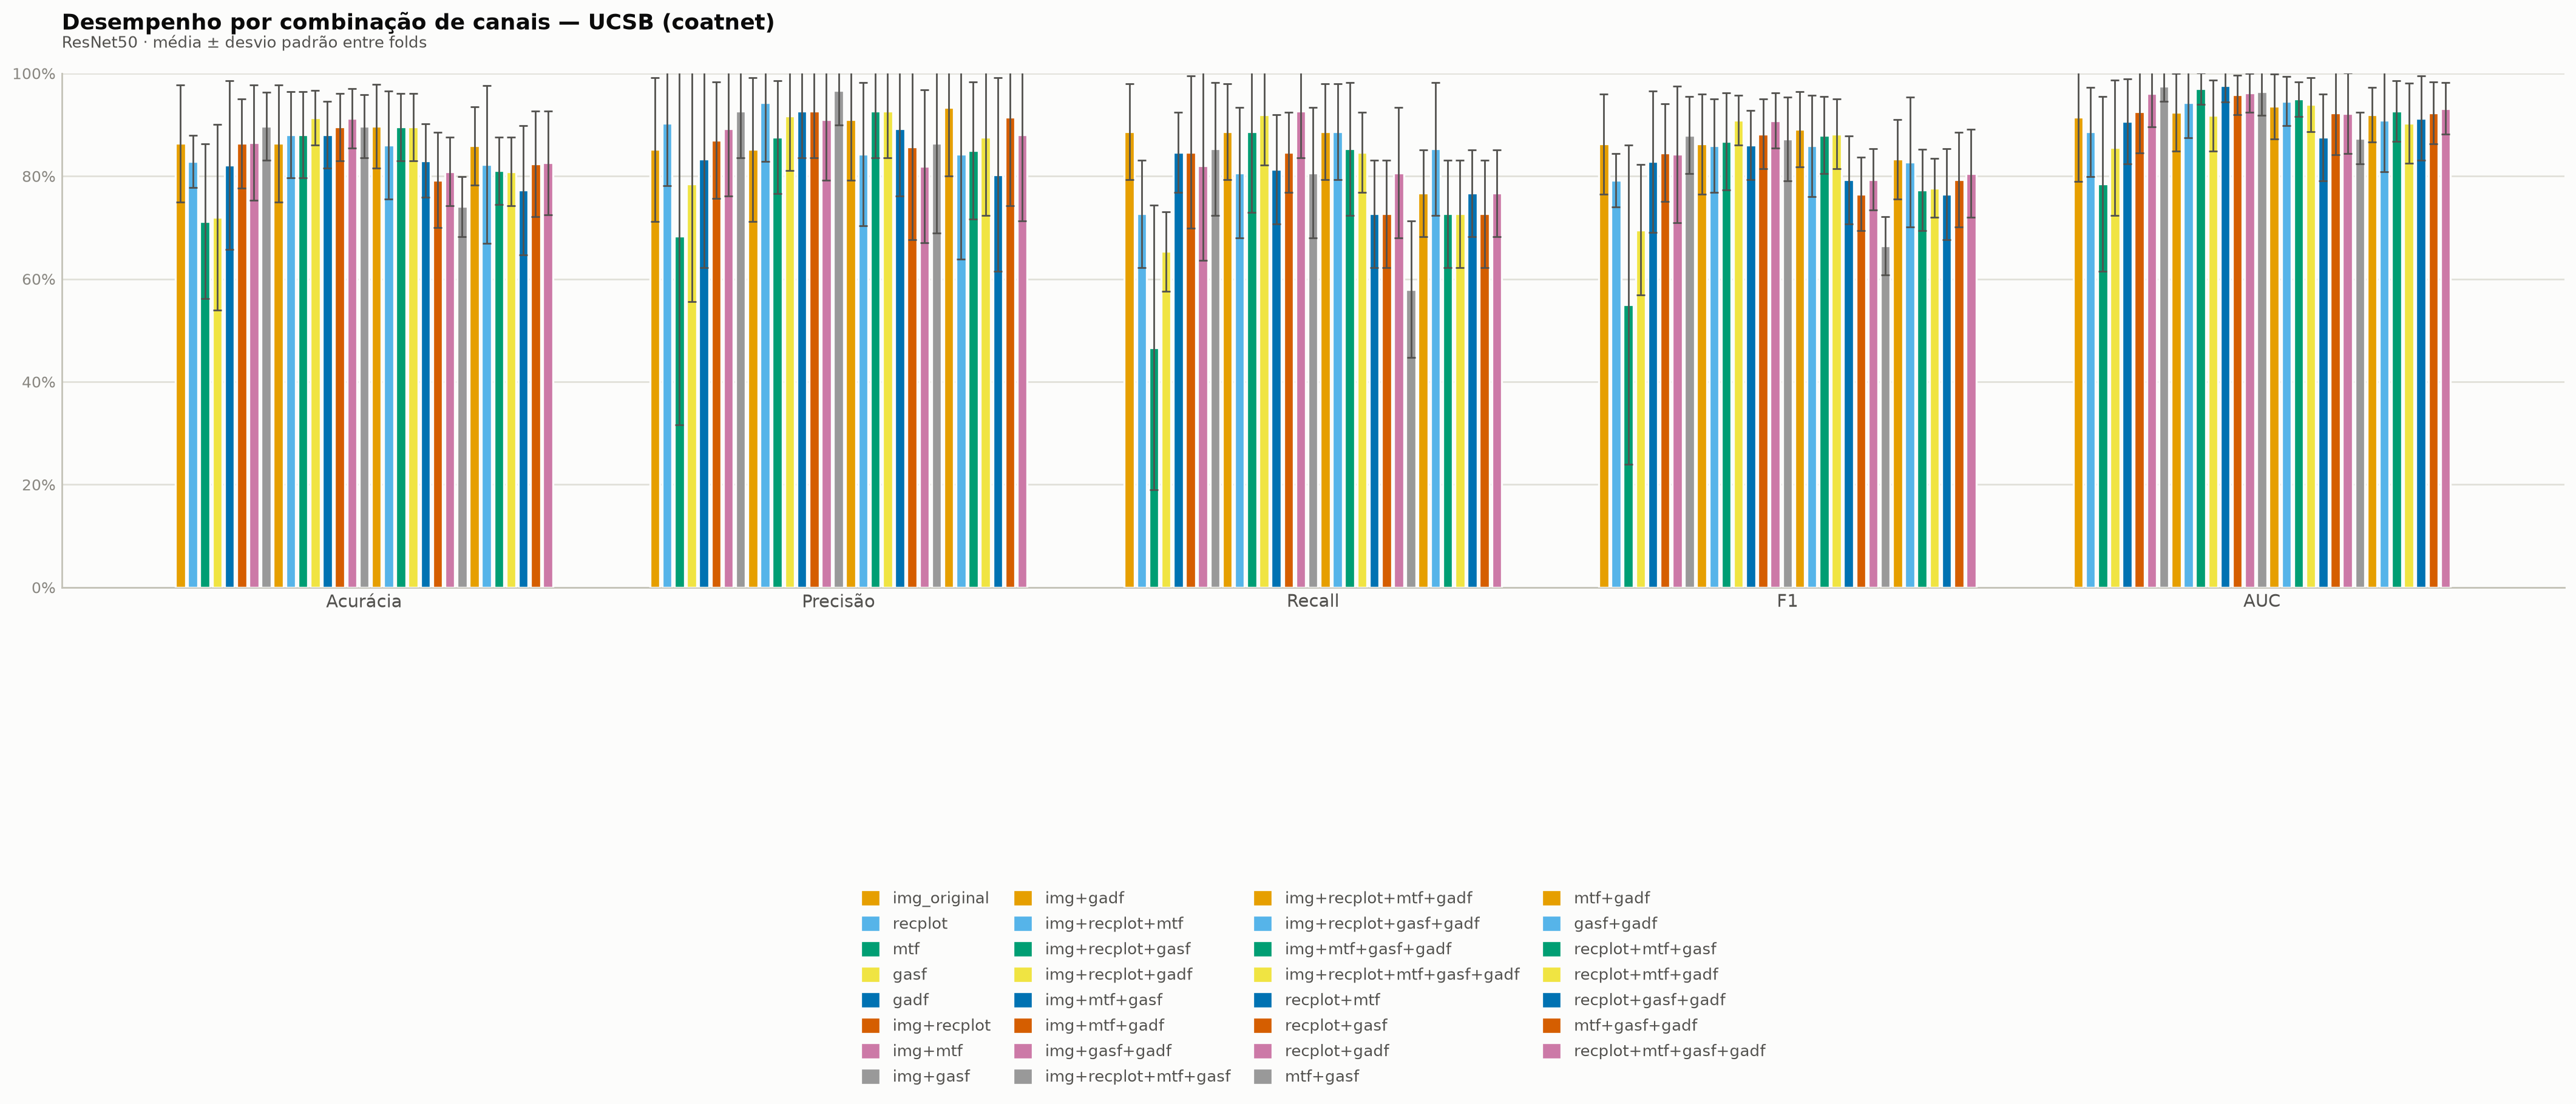 Desempenho por combinação de canais — UCSB (coatnet)
ResNet50 · média ± desvio padrão entre folds
100%
80%
60%
40%
20%
0%
Acurácia Precisão Recall F1 AUC
img_original img+gadf img+recplot+mtf+gadf mtf+gadf
recplot img+recplot+mtf img+recplot+gasf+gadf gasf+gadf
mtf img+recplot+gasf img+mtf+gasf+gadf recplot+mtf+gasf
gasf img+recplot+gadf img+recplot+mtf+gasf+gadf recplot+mtf+gadf
gadf img+mtf+gasf recplot+mtf recplot+gasf+gadf
img+recplot img+mtf+gadf recplot+gasf mtf+gasf+gadf
img+mtf img+gasf+gadf recplot+gadf recplot+mtf+gasf+gadf
img+gasf img+recplot+mtf+gasf mtf+gasf